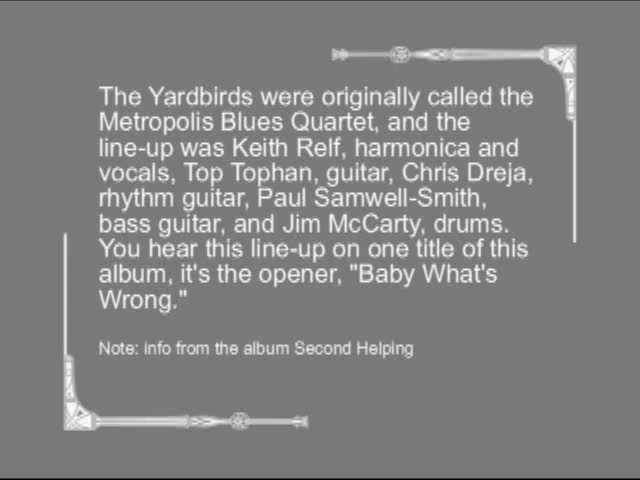 The Yardbirds were originally called the
Metropolis Blues Quartet, and the
line-up was Keith Relf, harmonica and
vocals, Top Tophan, guitar, Chris Dreja,
rhythm guitar, Paul Samwell-Smith,
bass guitar, and Jim McCarty, drums.
You hear this line-up on one title of this
album, it's the opener, "Baby What's
Wrong."
Note: info from the album Second Helping